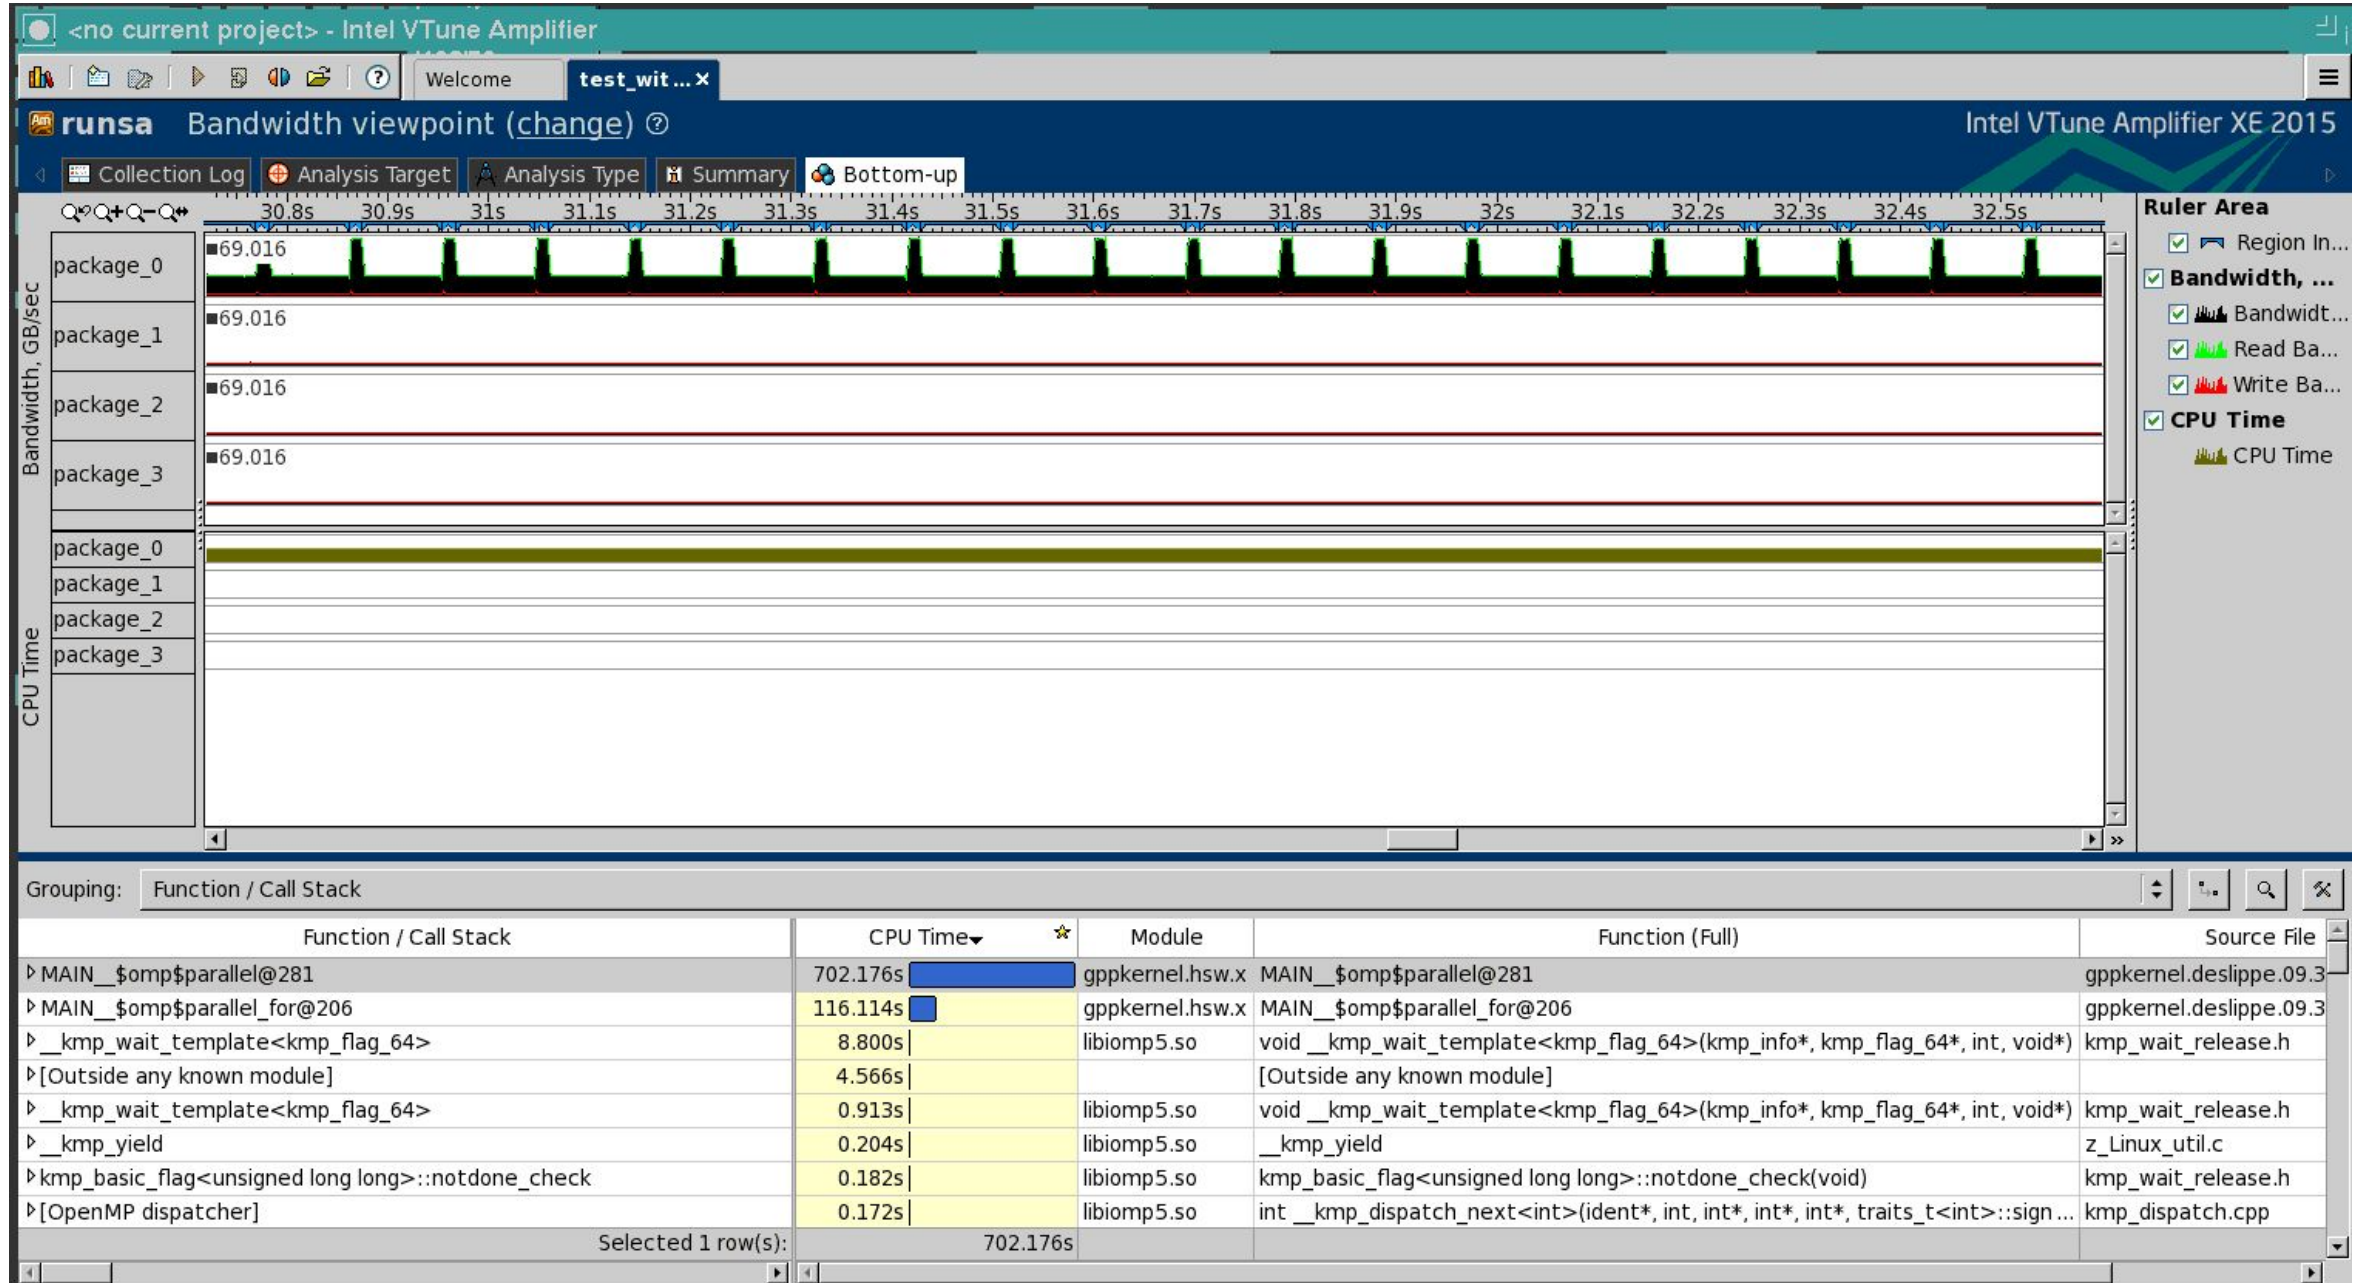 <no current project> - Intel VTune Amplifier
Welcome
test_wit...×
runsa Bandwidth viewpoint (change)
Intel VTune Amplifier XE 2015
Collection Log Analysis Target Analysis Type Summary Bottom-up
30.8s 30.9s 31s 31.1s 31.2s 31.3s 31.4s 31.5s 31.6s 31.7s 31.8s 31.9s 32s 32.1s 32.2s 32.3s 32.4s 32.5s
Bandwidth, GB/sec
package_0
69.016
package_1
69.016
package_2
69.016
package_3
69.016
CPU Time
package_0
package_1
package_2
package_3
Ruler Area
Region In...
Bandwidth, ...
Bandwidt...
Read Ba...
Write Ba...
CPU Time
CPU Time
Grouping: Function / Call Stack
Function / Call Stack CPU Time Module Function (Full) Source File
MAIN__$omp$parallel@281 702.176s gppkernel.hsw.x MAIN__$omp$parallel@281 gppkernel.deslippe.09.3
MAIN__$omp$parallel_for@206 116.114s gppkernel.hsw.x MAIN__$omp$parallel_for@206 gppkernel.deslippe.09.3
__kmp_wait_template<kmp_flag_64> 8.800s libiomp5.so void __kmp_wait_template<kmp_flag_64>(kmp_info*, kmp_flag_64*, int, void*) kmp_wait_release.h
[Outside any known module] 4.566s [Outside any known module]
__kmp_wait_template<kmp_flag_64> 0.913s libiomp5.so void __kmp_wait_template<kmp_flag_64>(kmp_info*, kmp_flag_64*, int, void*) kmp_wait_release.h
__kmp_yield 0.204s libiomp5.so __kmp_yield z_Linux_util.c
kmp_basic_flag<unsigned long long>::notdone_check 0.182s libiomp5.so kmp_basic_flag<unsigned long long>::notdone_check(void) kmp_wait_release.h
[OpenMP dispatcher] 0.172s libiomp5.so int __kmp_dispatch_next<int>(ident*, int, int*, int*, int*, traits_t<int>::sign ... kmp_dispatch.cpp
Selected 1 row(s): 702.176s